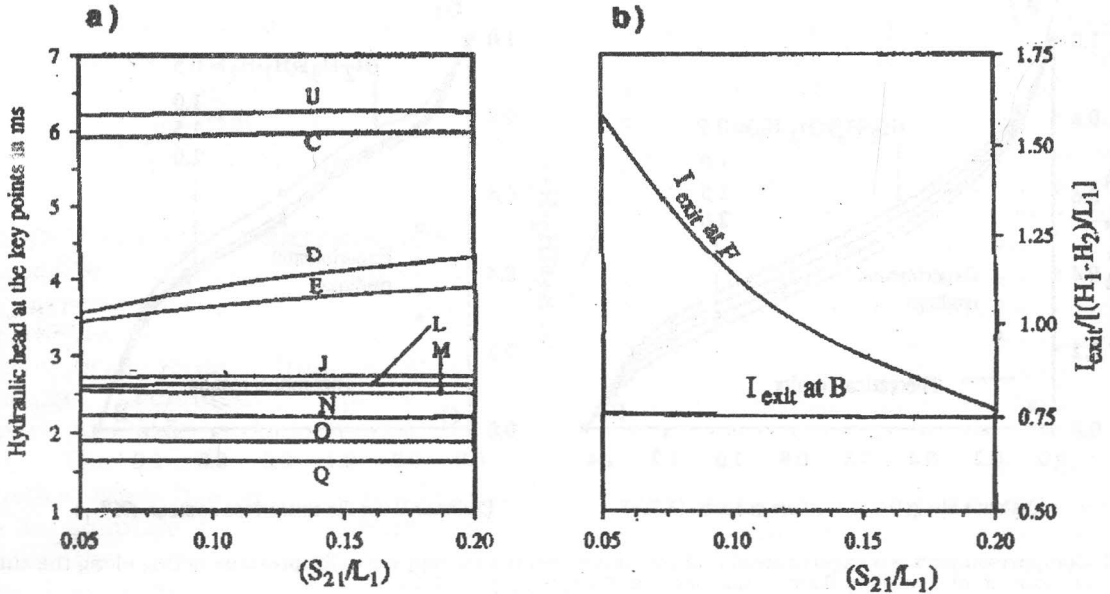 a)
Hydraulic head at the key points in ms
7
6
5
4
3
2
1
U
C
D
E
L
M
J
N
O
Q
0.05 0.10 0.15 0.20
(S21/L1)
b)
I exit at F
I exit at B
1.75
1.50
1.25
1.00
0.75
0.50
Iexit/[(H1-H2)/L1]
0.05 0.10 0.15 0.20
(S21/L1)